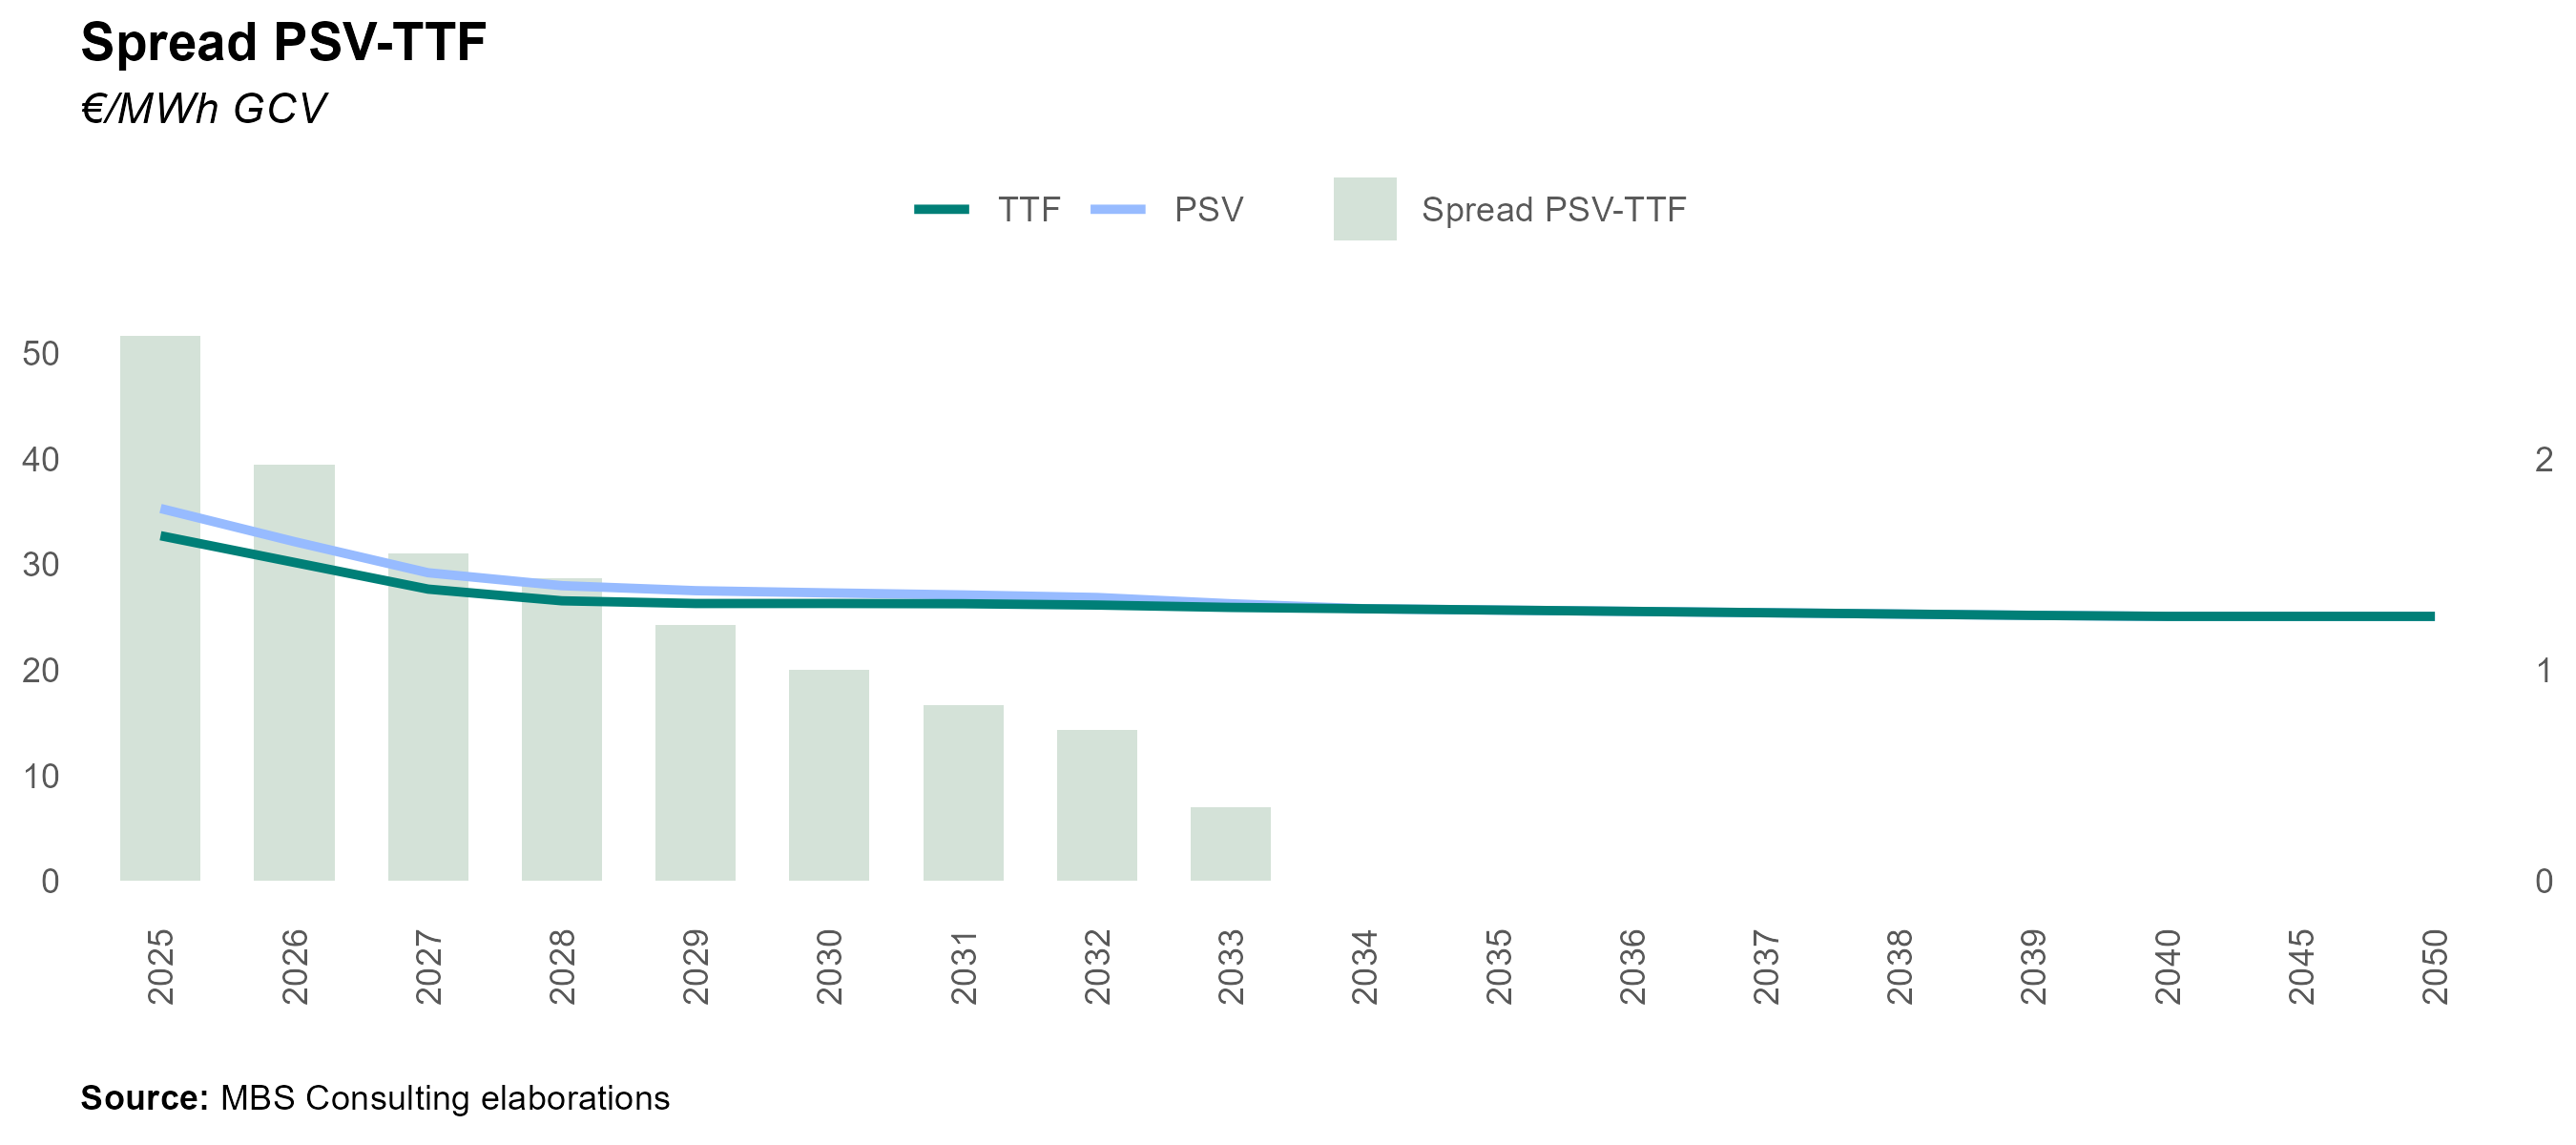 Spread PSV-TTF
€/MWh GCV
TTF PSV Spread PSV-TTF
50
40 2
30
20 1
10
0 0
2025 2026 2027 2028 2029 2030 2031 2032 2033 2034 2035 2036 2037 2038 2039 2040 2045 2050
Source: MBS Consulting elaborations